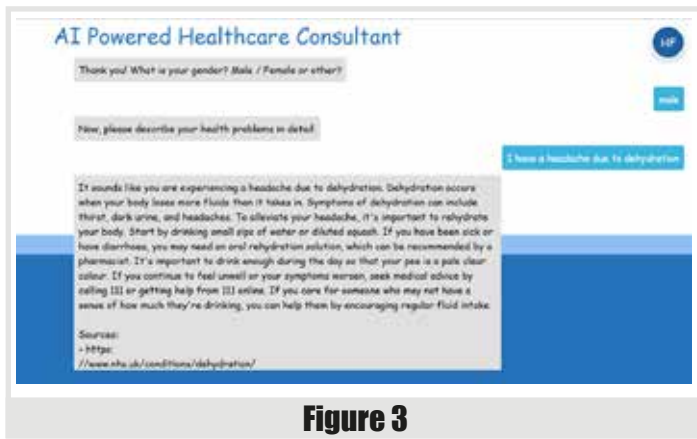 AI Powered Healthcare Consultant
HF
Thank you! What is your gender? Male / Female or other?
male
Now, please describe your health problems in detail
I have a headache due to dehydration
It sounds like you are experiencing a headache due to dehydration. Dehydration occurs
when your body loses more fluids than it takes in. Symptoms of dehydration can include
thirst, dark urine, and headaches. To alleviate your headache, it's important to rehydrate
your body. Start by drinking small sips of water or diluted squash. If you have been sick or
have diarrhoea, you may need an oral rehydration solution, which can be recommended by a
pharmacist. It's important to drink enough during the day so that your pee is a pale clear
colour. If you continue to feel unwell or your symptoms worsen, seek medical advice by
calling 111 or getting help from 111 online. If you care for someone who may not have a
sense of how much they're drinking, you can help them by encouraging regular fluid intake.
Sources:
- https:
//www.nhs.uk/conditions/dehydration/
Figure 3